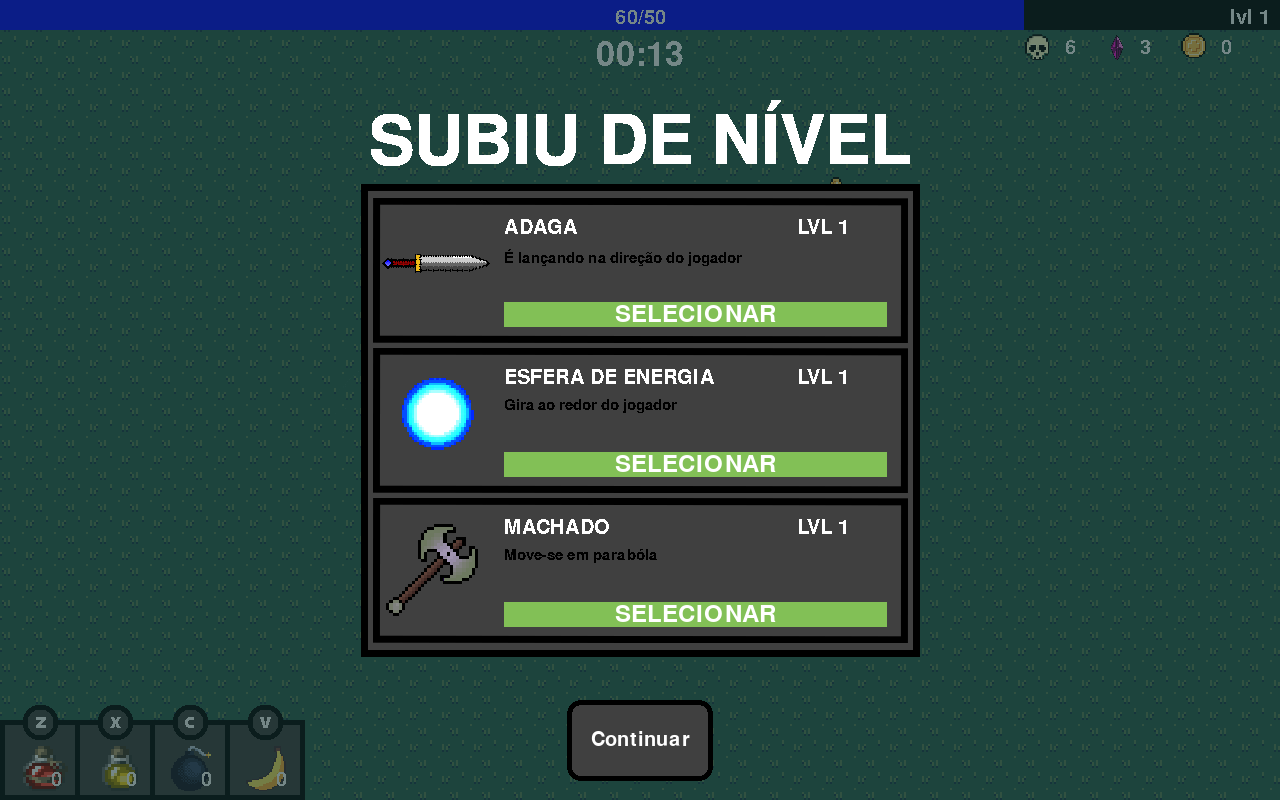 60/50
lvl 1
00:13
6
3
0
SUBIU DE NÍVEL
ADAGA
LVL 1
É lançando na direção do jogador
SELECIONAR
ESFERA DE ENERGIA
LVL 1
Gira ao redor do jogador
SELECIONAR
MACHADO
LVL 1
Move-se em parabóla
SELECIONAR
Z
X
C
V
0
0
0
0
Continuar